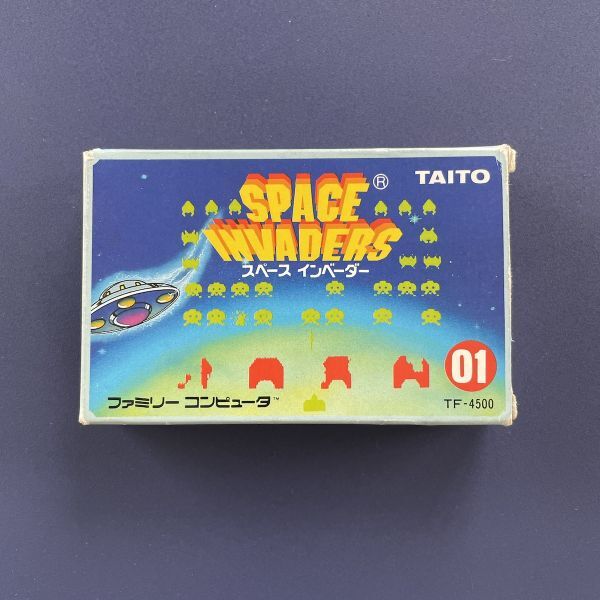 TAITO
SPACE ®
INVADERS
スペース インベーダー
01
ファミリー コンピュータ™
TF-4500